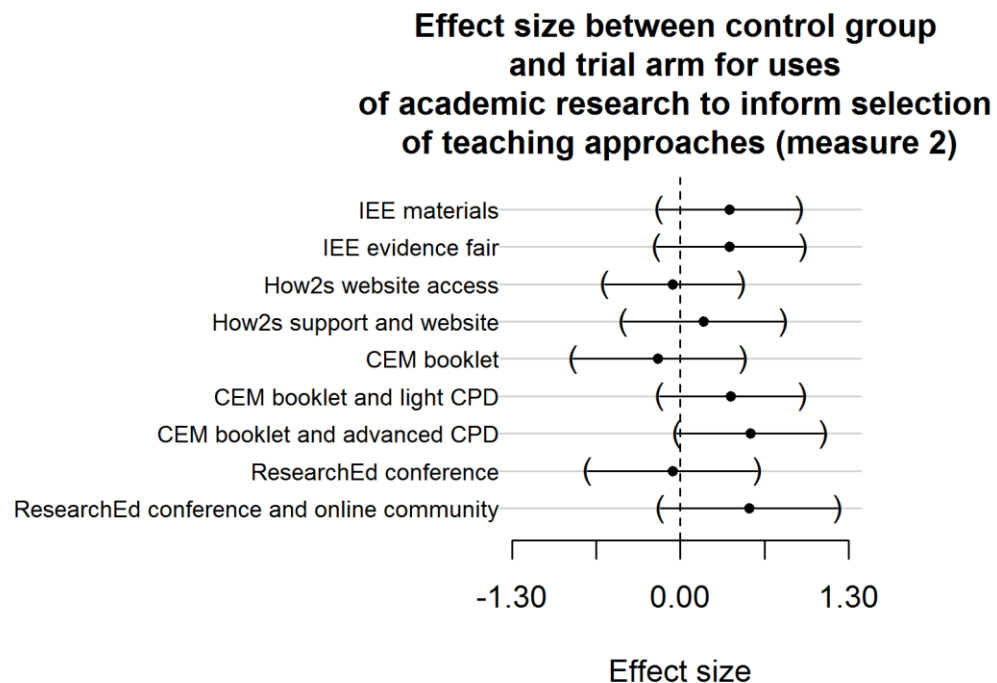 Effect size between control group
and trial arm for uses
of academic research to inform selection
of teaching approaches (measure 2)
IEE materials
IEE evidence fair
How2s website access
How2s support and website
CEM booklet
CEM booklet and light CPD
CEM booklet and advanced CPD
ResearchEd conference
ResearchEd conference and online community
-1.30 0.00 1.30
Effect size